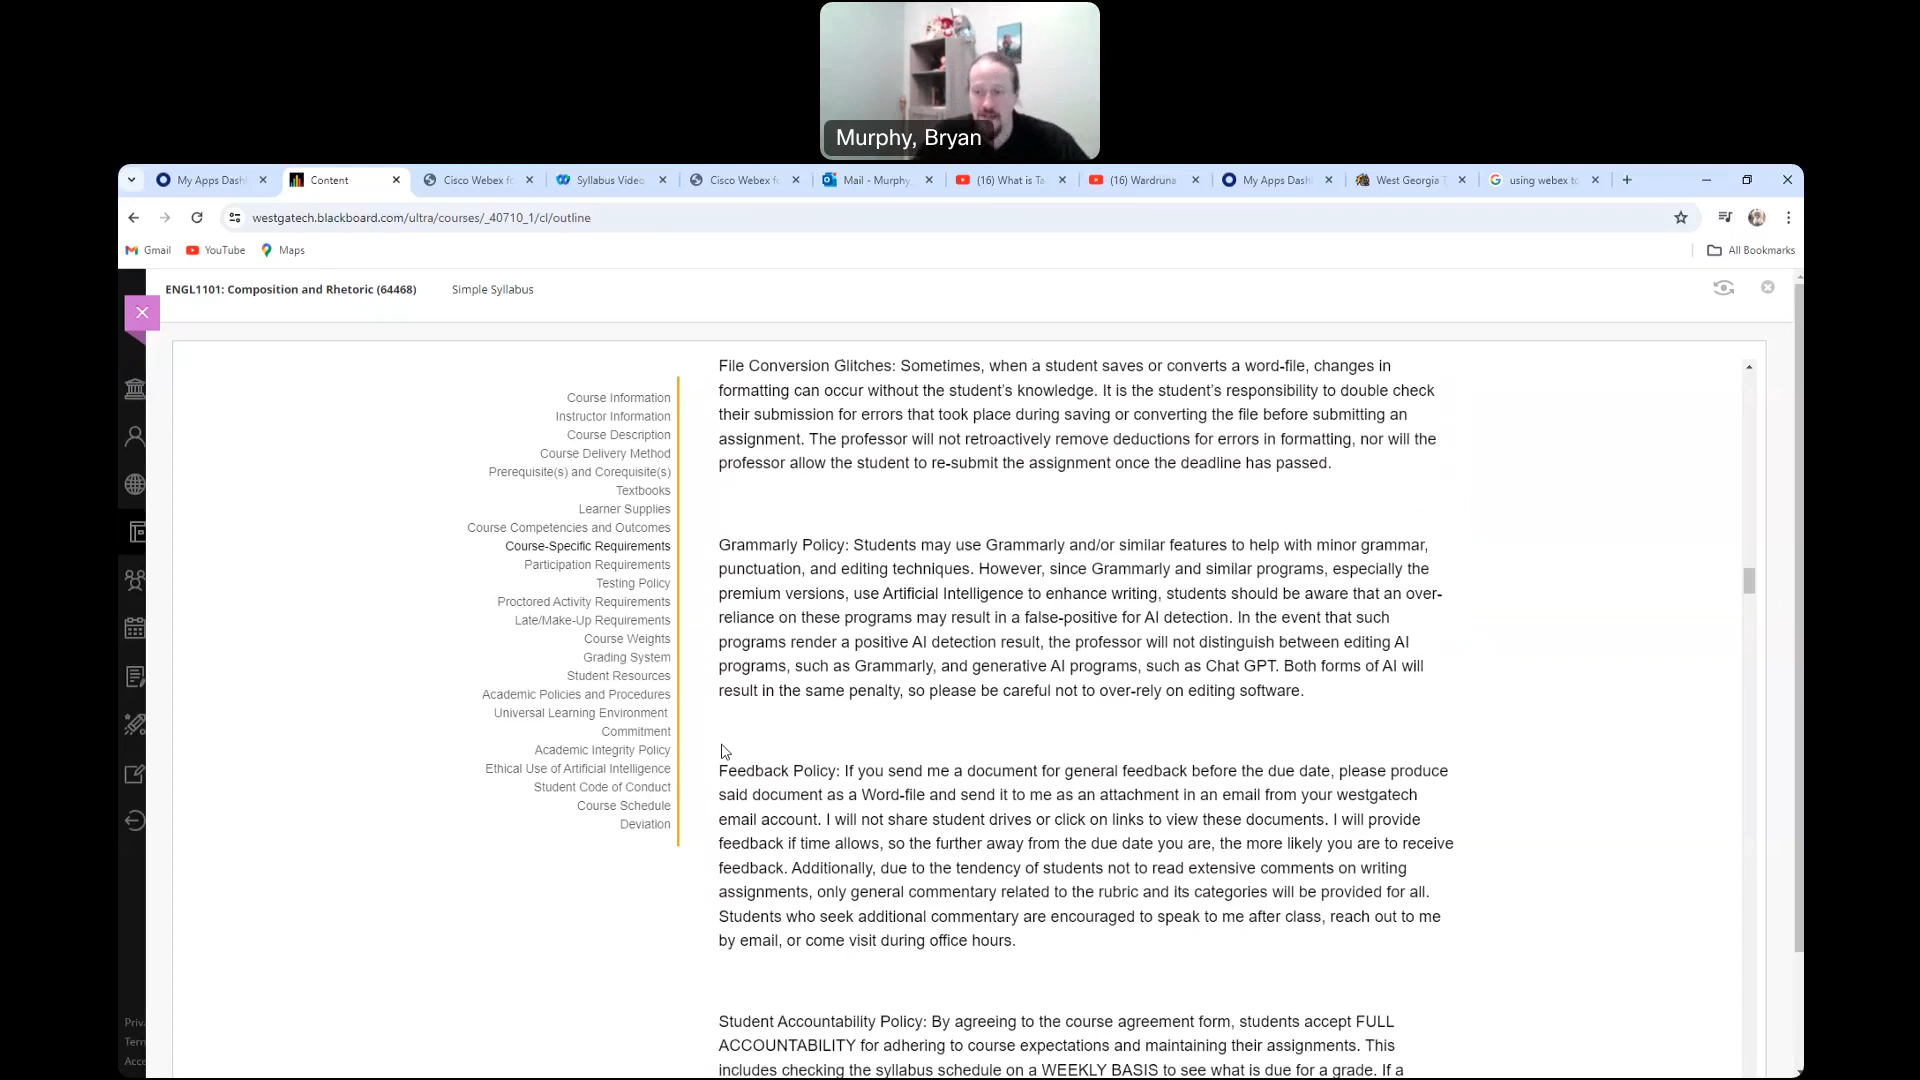 Murphy, Bryan
My Apps Dash
Content
Cisco Webex fo
Syllabus Video
Cisco Webex fo
Mail - Murphy,
(16) What is Ta
(16) Wardruna
My Apps Dash
West Georgia T
using webex to
westgatech.blackboard.com/ultra/courses/_40710_1/cl/outline
Gmail
YouTube
Maps
All Bookmarks
ENGL1101: Composition and Rhetoric (64468)
Simple Syllabus
Course Information
Instructor Information
Course Description
Course Delivery Method
Prerequisite(s) and Corequisite(s)
Textbooks
Learner Supplies
Course Competencies and Outcomes
Course-Specific Requirements
Participation Requirements
Testing Policy
Proctored Activity Requirements
Late/Make-Up Requirements
Course Weights
Grading System
Student Resources
Academic Policies and Procedures
Universal Learning Environment
Commitment
Academic Integrity Policy
Ethical Use of Artificial Intelligence
Student Code of Conduct
Course Schedule
Deviation
File Conversion Glitches: Sometimes, when a student saves or converts a word-file, changes in
formatting can occur without the student's knowledge. It is the student's responsibility to double check
their submission for errors that took place during saving or converting the file before submitting an
assignment. The professor will not retroactively remove deductions for errors in formatting, nor will the
professor allow the student to re-submit the assignment once the deadline has passed.
Grammarly Policy: Students may use Grammarly and/or similar features to help with minor grammar,
punctuation, and editing techniques. However, since Grammarly and similar programs, especially the
premium versions, use Artificial Intelligence to enhance writing, students should be aware that an over-
reliance on these programs may result in a false-positive for AI detection. In the event that such
programs render a positive AI detection result, the professor will not distinguish between editing AI
programs, such as Grammarly, and generative AI programs, such as Chat GPT. Both forms of AI will
result in the same penalty, so please be careful not to over-rely on editing software.
Feedback Policy: If you send me a document for general feedback before the due date, please produce
said document as a Word-file and send it to me as an attachment in an email from your westgatech
email account. I will not share student drives or click on links to view these documents. I will provide
feedback if time allows, so the further away from the due date you are, the more likely you are to receive
feedback. Additionally, due to the tendency of students not to read extensive comments on writing
assignments, only general commentary related to the rubric and its categories will be provided for all.
Students who seek additional commentary are encouraged to speak to me after class, reach out to me
by email, or come visit during office hours.
Student Accountability Policy: By agreeing to the course agreement form, students accept FULL
ACCOUNTABILITY for adhering to course expectations and maintaining their assignments. This
includes checking the syllabus schedule on a WEEKLY BASIS to see what is due for a grade. If a
Priv
Term
Acce